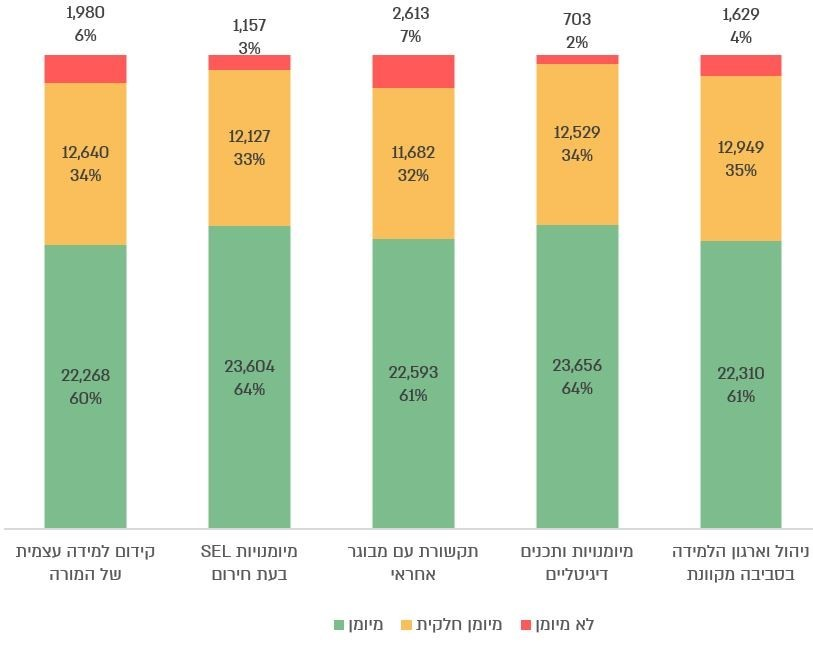 1,980
6%
1,157
3%
2,613
7%
703
2%
1,629
4%
12,640
34%
12,127
33%
11,682
32%
12,529
34%
12,949
35%
22,268
60%
23,604
64%
22,593
61%
23,656
64%
22,310
61%
ניהול וארגון הלמידה
בסביבה מקוונת
מיומנויות ותכנים
דיגיטליים
תקשורת עם מבוגר
אחראי
מיומנויות SEL
בעת חירום
קידום למידה עצמית
של המורה
לא מיומן
מיומן חלקית
מיומן